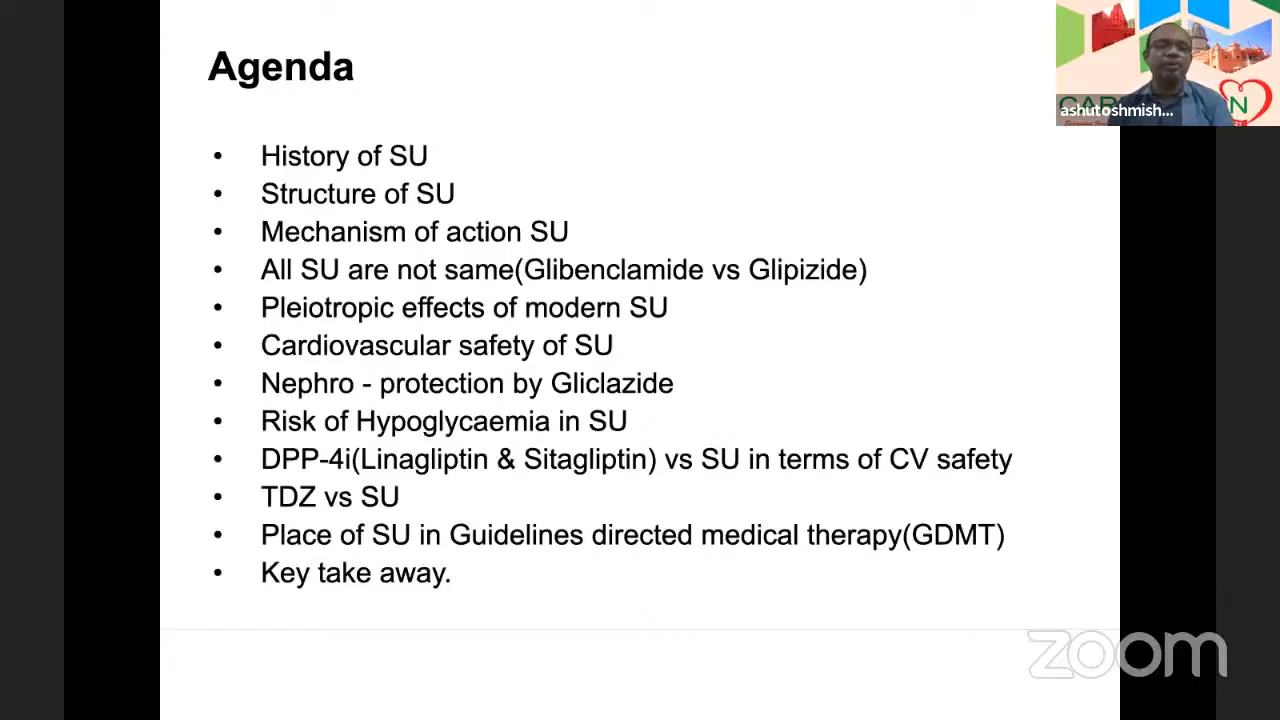 Agenda
• History of SU
• Structure of SU
• Mechanism of action SU
• All SU are not same(Glibenclamide vs Glipizide)
• Pleiotropic effects of modern SU
• Cardiovascular safety of SU
• Nephro - protection by Gliclazide
• Risk of Hypoglycaemia in SU
• DPP-4i(Linagliptin & Sitagliptin) vs SU in terms of CV safety
• TDZ vs SU
• Place of SU in Guidelines directed medical therapy(GDMT)
• Key take away.
ashutoshmish...
zoom